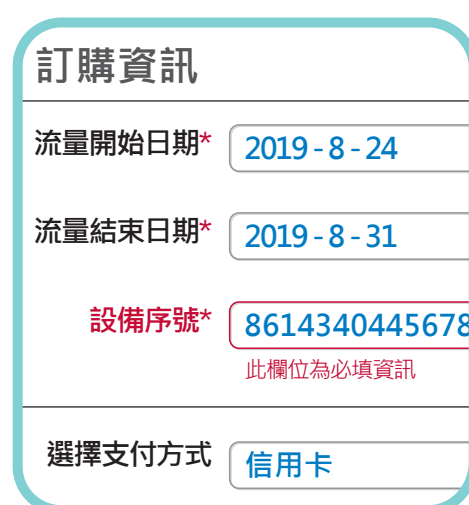 訂購資訊
流量開始日期* 2019-8-24
流量結束日期* 2019-8-31
設備序號* 8614340445678
此欄位為必填資訊
選擇支付方式 信用卡